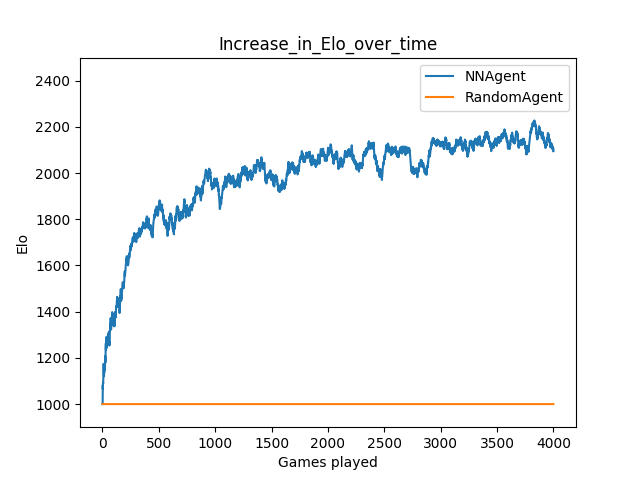 Increase_in_Elo_over_time
NNAgent
RandomAgent
2400
2200
2000
1800
1600
1400
1200
1000
Elo
0 500 1000 1500 2000 2500 3000 3500 4000
Games played